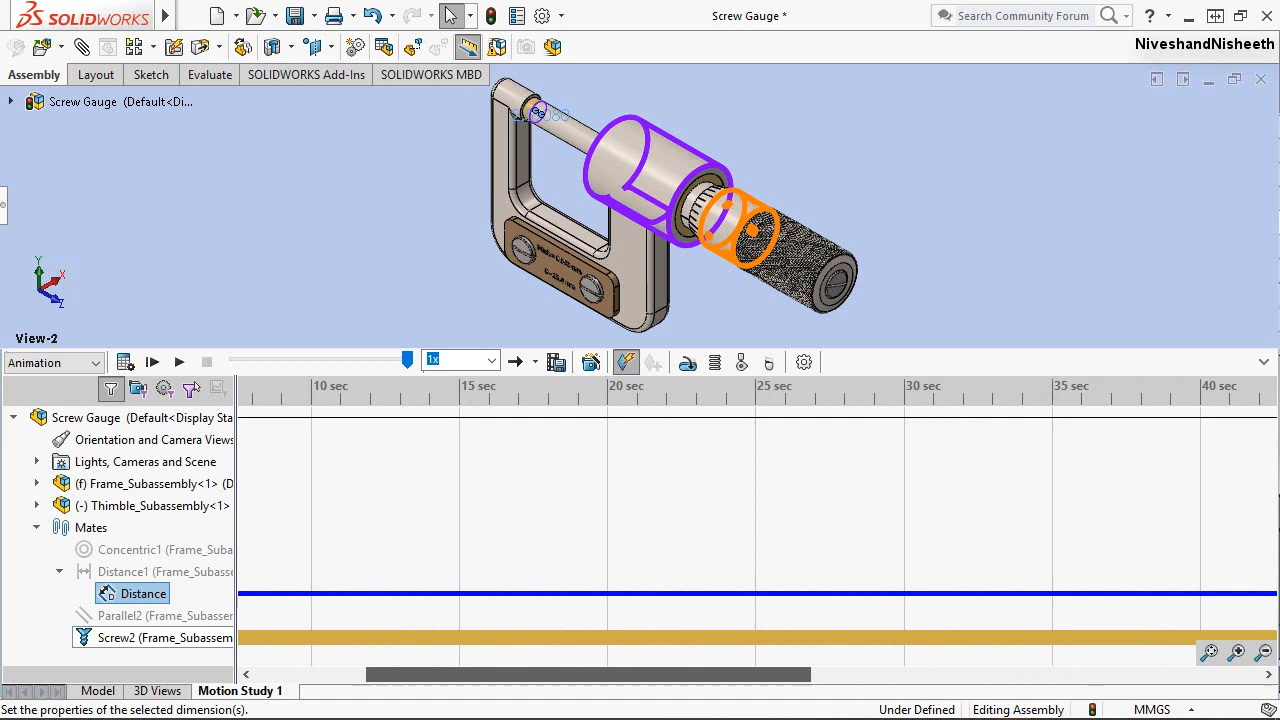 SOLIDWORKS
Screw Gauge *
Search Community Forum
?
NiveshandNisheeth
Assembly Layout Sketch Evaluate SOLIDWORKS Add-Ins SOLIDWORKS MBD
Screw Gauge (Default<Di...
Y
X
Z
View-2
Animation
1x
10 sec 15 sec 20 sec 25 sec 30 sec 35 sec 40 sec
Screw Gauge (Default<Display Sta
Orientation and Camera Views
Lights, Cameras and Scene
(f) Frame_Subassembly<1> (D
(-) Thimble_Subassembly<1>
Mates
Concentric1 (Frame_Suba
Distance1 (Frame_Subasse
Distance
Parallel2 (Frame_Subasser
Screw2 (Frame_Subassem
Model 3D Views Motion Study 1
Set the properties of the selected dimension(s). Under Defined Editing Assembly MMGS